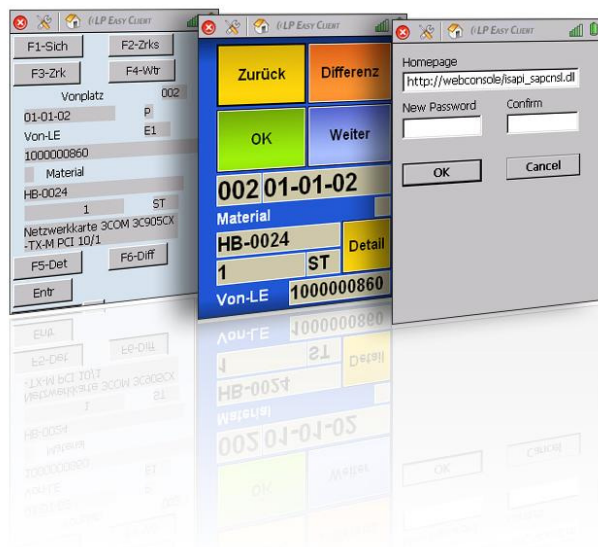 LP EASY CLIENT
F1-Sich F2-Zrks
F3-Zrk F4-Wtr
Vonplatz 002
01-01-02 P
Von-LE E1
1000000860
Material
HB-0024
1 ST
Netzwerkkarte 3COM 3C905CX
-TX-M PCI 10/1
F5-Det F6-Diff
Entr
LP EASY CLIENT
Zurück Differenz
OK Weiter
002 01-01-02
Material
HB-0024
Detail
1 ST
Von-LE 1000000860
LP EASY CLIENT
Homepage
http://webconsole/isapi_sapcnsl.dl
New Password Confirm
OK Cancel